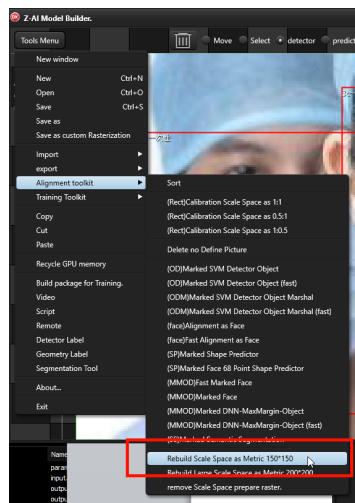 Z-AI Model Builder.
Tools Menu
Move
Select
detector
predict
New window
New Ctrl+N
Open Ctrl+O
Save Ctrl+S
Save as
Save as custom Rasterization
Import
export
Alignment toolkit
Training Toolkit
Copy
Cut
Paste
Recycle GPU memory
Build package for Training.
Video
Script
Remote
Detector Label
Geometry Label
Segmentation Tool
About...
Exit
Sort
(Rect)Calibration Scale Space as 1:1
(Rect)Calibration Scale Space as 0.5:1
(Rect)Calibration Scale Space as 1:0.5
Delete no Define Picture
(OD)Marked SVM Detector Object
(OD)Marked SVM Detector Object (fast)
(ODM)Marked SVM Detector Object Marshal
(ODM)Marked SVM Detector Object Marshal (fast)
(face)Alignment as Face
(face)Fast Alignment as Face
(SP)Marked Shape Predictor
(SP)Marked Face 68 Point Shape Predictor
(MMOD)Fast Marked Face
(MMOD)Marked Face
(MMOD)Marked DNN-MaxMargin-Object
(MMOD)Marked DNN-MaxMargin-Object (fast)
(SS)Marked Semantic Segmentation
Rebuild Scale Space as Metric 150*150
Rebuild Large Scale Space as Metric 200*200
remove Scale Space prepare raster.
Name
param
input.
outpu
outpu